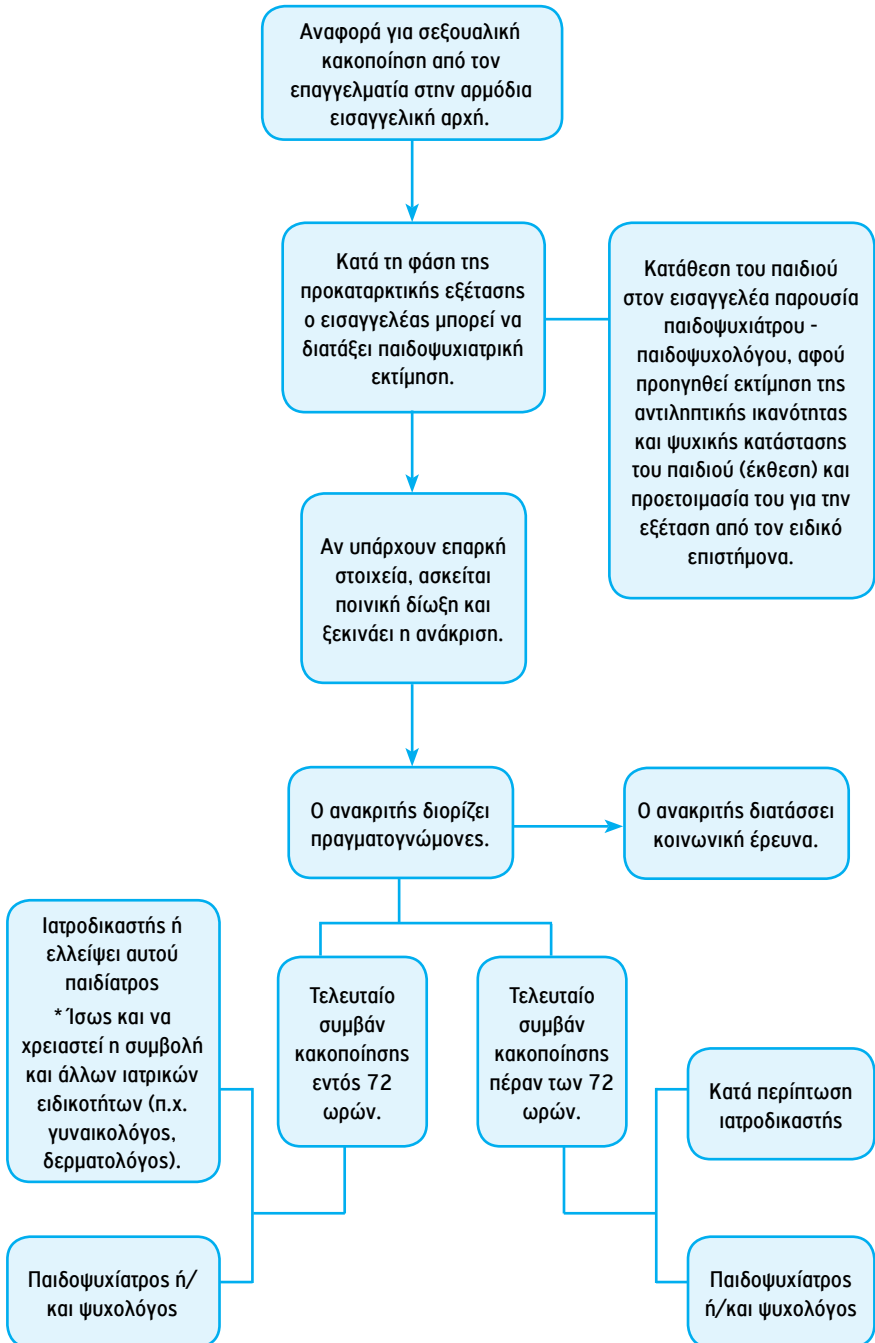 Αναφορά για σεξουαλική
κακοποίηση από τον
επαγγελματία στην αρμόδια
εισαγγελική αρχή.
Κατά τη φάση της
προκαταρκτικής εξέτασης
ο εισαγγελέας μπορεί να
διατάξει παιδοψυχιατρική
εκτίμηση.
Κατάθεση του παιδιού
στον εισαγγελέα παρουσία
παιδοψυχιάτρου -
παιδοψυχολόγου, αφού
προηγηθεί εκτίμηση της
αντιληπτικής ικανότητας
και ψυχικής κατάστασης
του παιδιού (έκθεση) και
προετοιμασία του για την
εξέταση από τον ειδικό
επιστήμονα.
Αν υπάρχουν επαρκή
στοιχεία, ασκείται
ποινική δίωξη και
ξεκινάει η ανάκριση.
Ο ανακριτής διορίζει
πραγματογνώμονες.
Ο ανακριτής διατάσσει
κοινωνική έρευνα.
Ιατροδικαστής ή
ελλείψει αυτού
παιδίατρος
* Ίσως και να
χρειαστεί η συμβολή
και άλλων ιατρικών
ειδικοτήτων (π.χ.
γυναικολόγος,
δερματολόγος).
Τελευταίο
συμβάν
κακοποίησης
εντός 72
ωρών.
Τελευταίο
συμβάν
κακοποίησης
πέραν των 72
ωρών.
Κατά περίπτωση
ιατροδικαστής
Παιδοψυχίατρος ή/
και ψυχολόγος
Παιδοψυχίατρος
ή/και ψυχολόγος